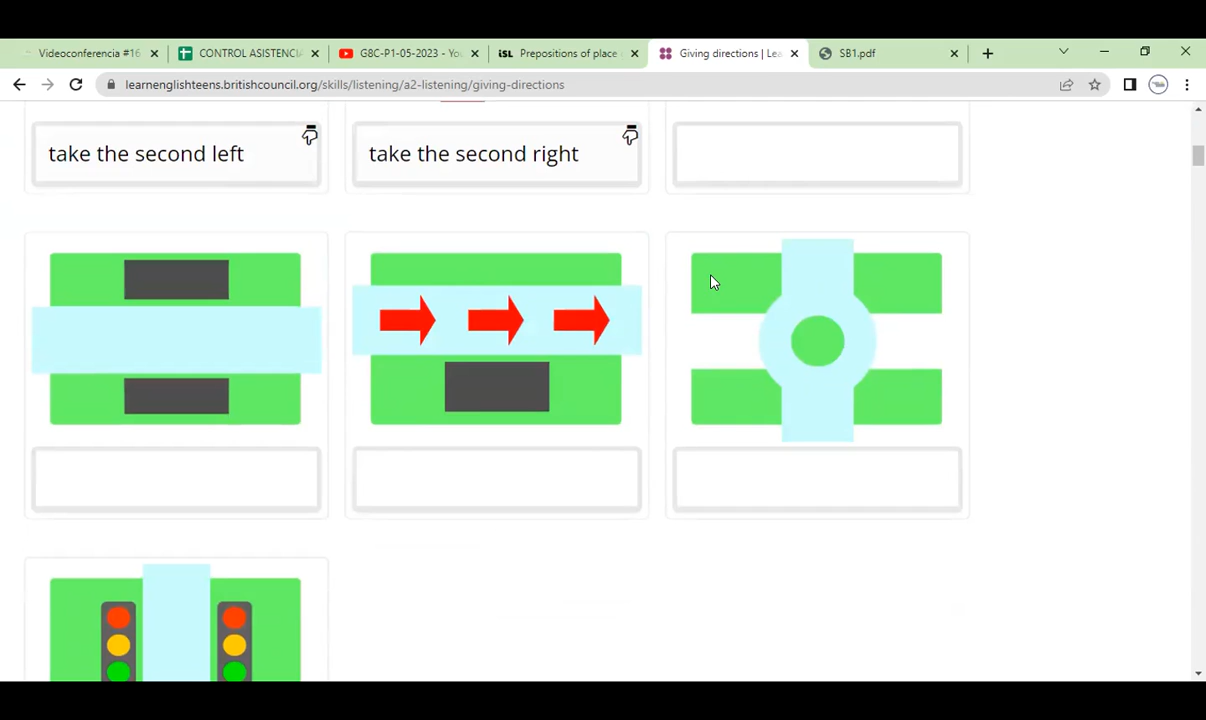 Videoconferencia #16
CONTROL ASISTENCIA
G8C-P1-05-2023 - You
iSL Prepositions of place
Giving directions | Lea
SB1.pdf
learnenglishteens.britishcouncil.org/skills/listening/a2-listening/giving-directions
take the second left
take the second right